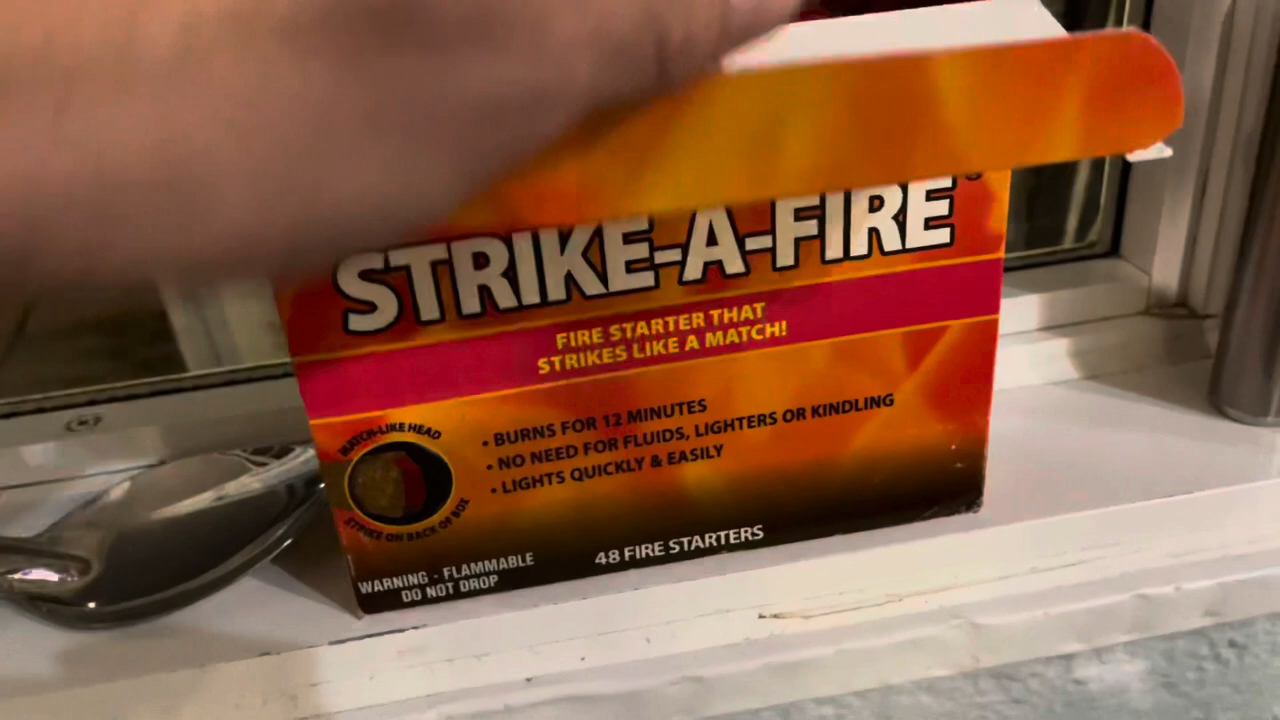 STRIKE-A-FIRE
FIRE STARTER THAT
STRIKES LIKE A MATCH!
• BURNS FOR 12 MINUTES
• NO NEED FOR FLUIDS, LIGHTERS OR KINDLING
• LIGHTS QUICKLY & EASILY
MATCH-LIKE HEAD
STRIKE ON BACK OF BOX
WARNING - FLAMMABLE
DO NOT DROP
48 FIRE STARTERS